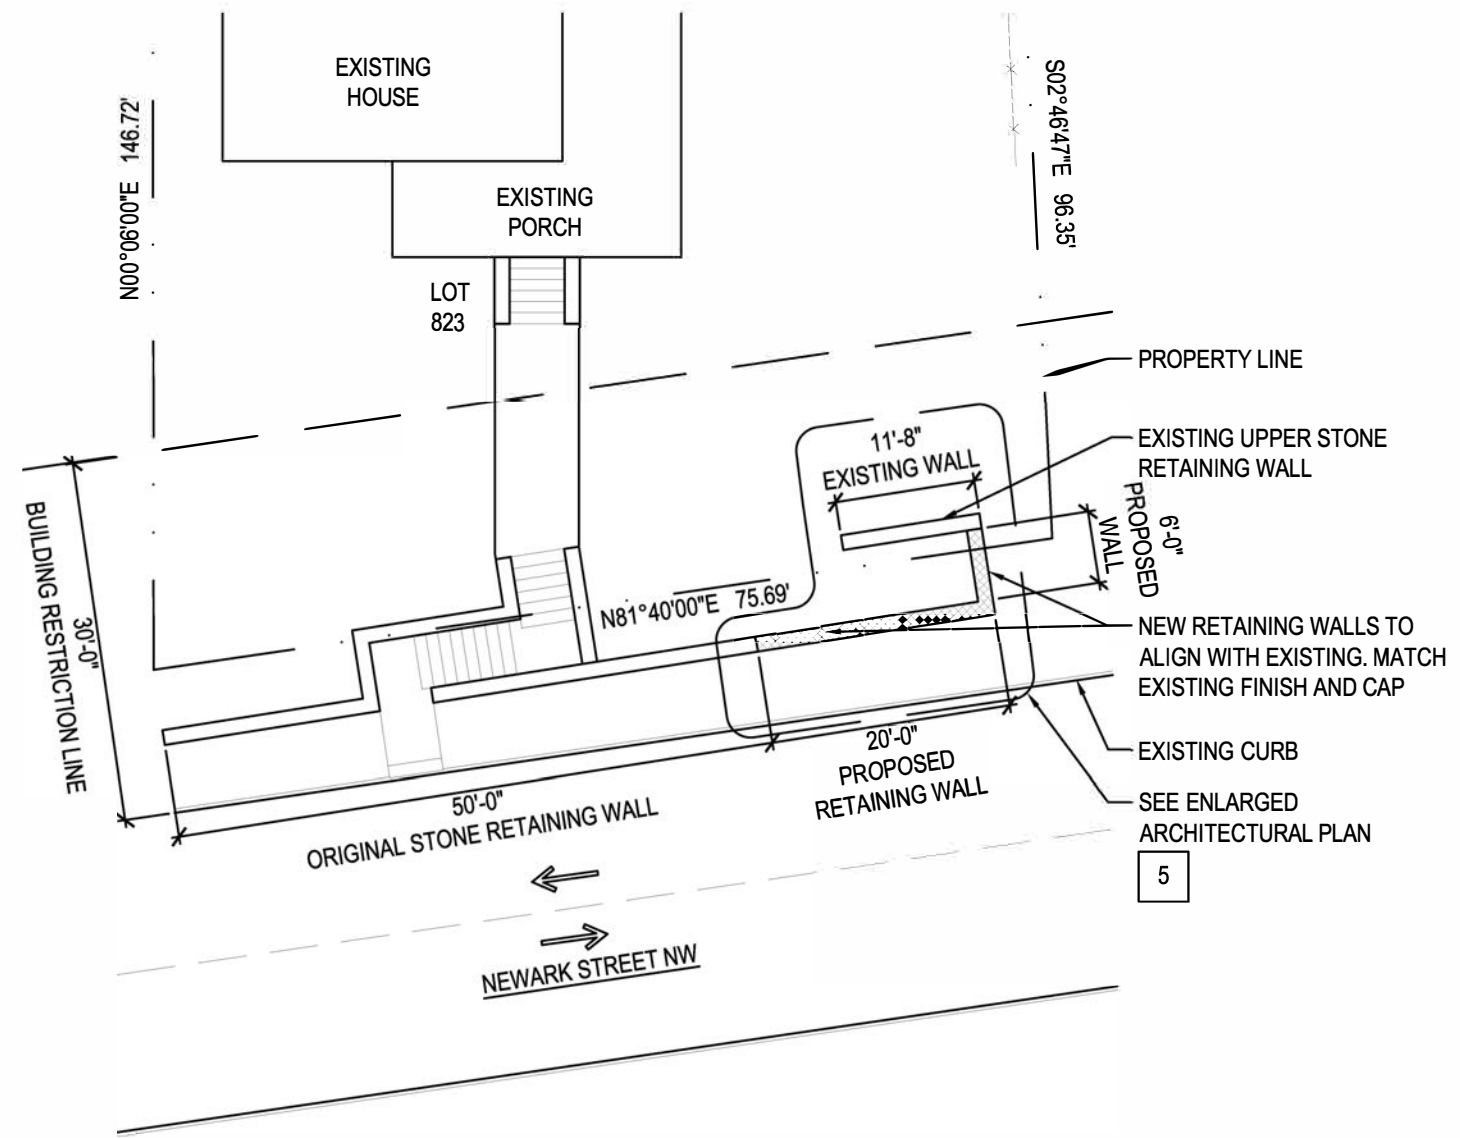 EXISTING
HOUSE
N00°06'00"E 146.72'
S02°46'47"E 96.35'
EXISTING
PORCH
LOT
823
PROPERTY LINE
11'-8"
EXISTING WALL
EXISTING UPPER STONE
RETAINING WALL
6'-0"
PROPOSED
WALL
BUILDING RESTRICTION LINE
30'-0"
N81°40'00"E 75.69'
NEW RETAINING WALLS TO
ALIGN WITH EXISTING. MATCH
EXISTING FINISH AND CAP
20'-0"
PROPOSED
RETAINING WALL
EXISTING CURB
50'-0"
ORIGINAL STONE RETAINING WALL
SEE ENLARGED
ARCHITECTURAL PLAN
5
NEWARK STREET NW